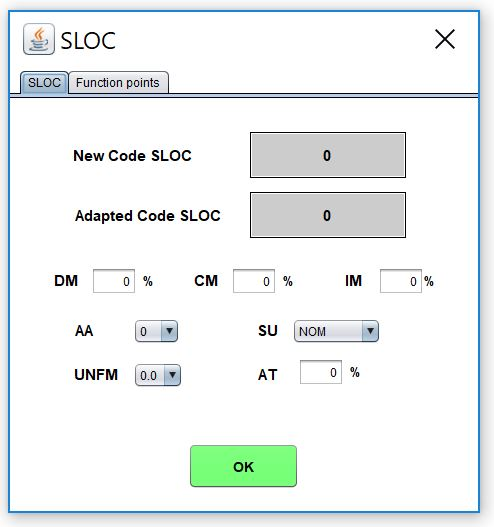 SLOC
SLOC Function points
New Code SLOC 0
Adapted Code SLOC 0
DM 0 % CM 0 % IM 0 %
AA 0 SU NOM
UNFM 0.0 AT 0 %
OK